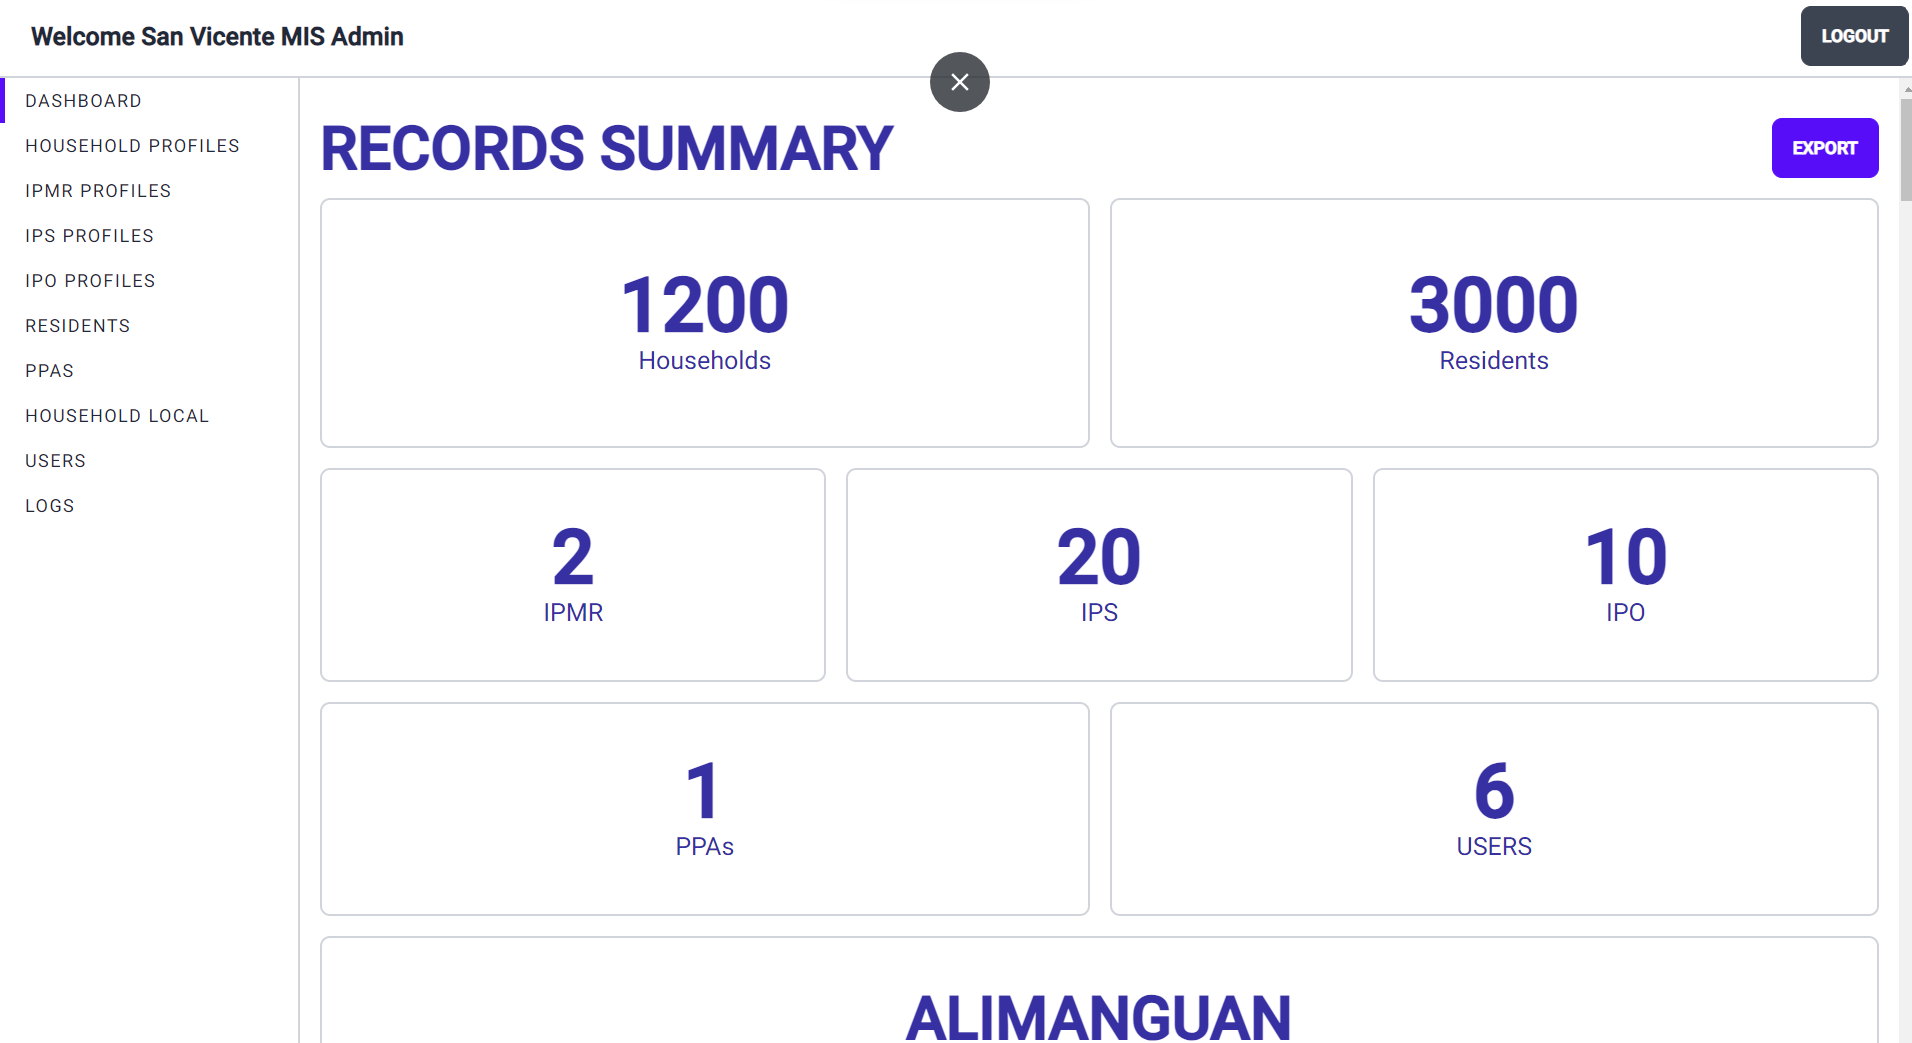 Welcome San Vicente MIS Admin
LOGOUT
DASHBOARD
HOUSEHOLD PROFILES
IPMR PROFILES
IPS PROFILES
IPO PROFILES
RESIDENTS
PPAS
HOUSEHOLD LOCAL
USERS
LOGS
RECORDS SUMMARY
EXPORT
1200
Households
3000
Residents
2
IPMR
20
IPS
10
IPO
1
PPAs
6
USERS
ALIMANGUAN